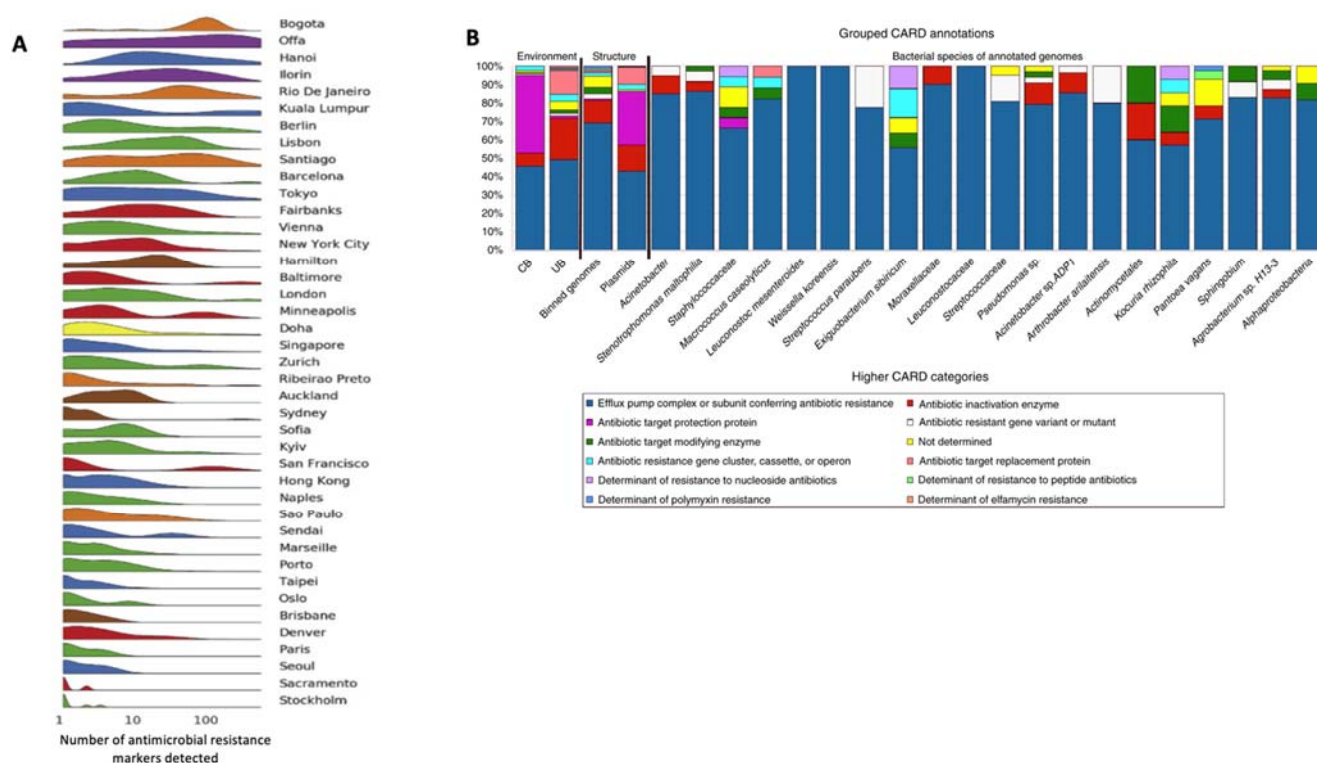 A
Bogota
Offa
Hanoi
Ilorin
Rio De Janeiro
Kuala Lumpur
Berlin
Lisbon
Santiago
Barcelona
Tokyo
Fairbanks
Vienna
New York City
Hamilton
Baltimore
London
Minneapolis
Doha
Singapore
Zurich
Ribeirao Preto
Auckland
Sydney
Sofia
Kyiv
San Francisco
Hong Kong
Naples
Sao Paulo
Sendai
Marseille
Porto
Taipei
Oslo
Brisbane
Denver
Paris
Seoul
Sacramento
Stockholm
1 10 100
Number of antimicrobial resistance
markers detected
B
Grouped CARD annotations
Environment Structure Bacterial species of annotated genomes
100%
90%
80%
70%
60%
50%
40%
30%
20%
10%
0%
CB
UB
Binned genomes
Plasmids
Acinetobacter
Stenotrophomonas maltophilia
Staphylococcaceae
Macrococcus caseolyticus
Leuconostoc mesenteroides
Weissella koreensis
Streptococcus parauberis
Exiguobacterium sibiricum
Moraxellaceae
Leuconostocaceae
Streptococcaceae
Pseudomonas sp.
Acinetobacter sp.ADP1
Arthrobacter arilaitensis
Actinomycetales
Kocuria rhizophila
Pantoea vagans
Sphingobium
Agrobacterium sp. H13-3
Alphaproteobacteria
Higher CARD categories
Efflux pump complex or subunit conferring antibiotic resistance Antibiotic inactivation enzyme
Antibiotic target protection protein Antibiotic resistant gene variant or mutant
Antibiotic target modifying enzyme Not determined
Antibiotic resistance gene cluster, cassette, or operon Antibiotic target replacement protein
Determinant of resistance to nucleoside antibiotics Deteminant of resistance to peptide antibiotics
Determinant of polymyxin resistance Determinant of elfamycin resistance